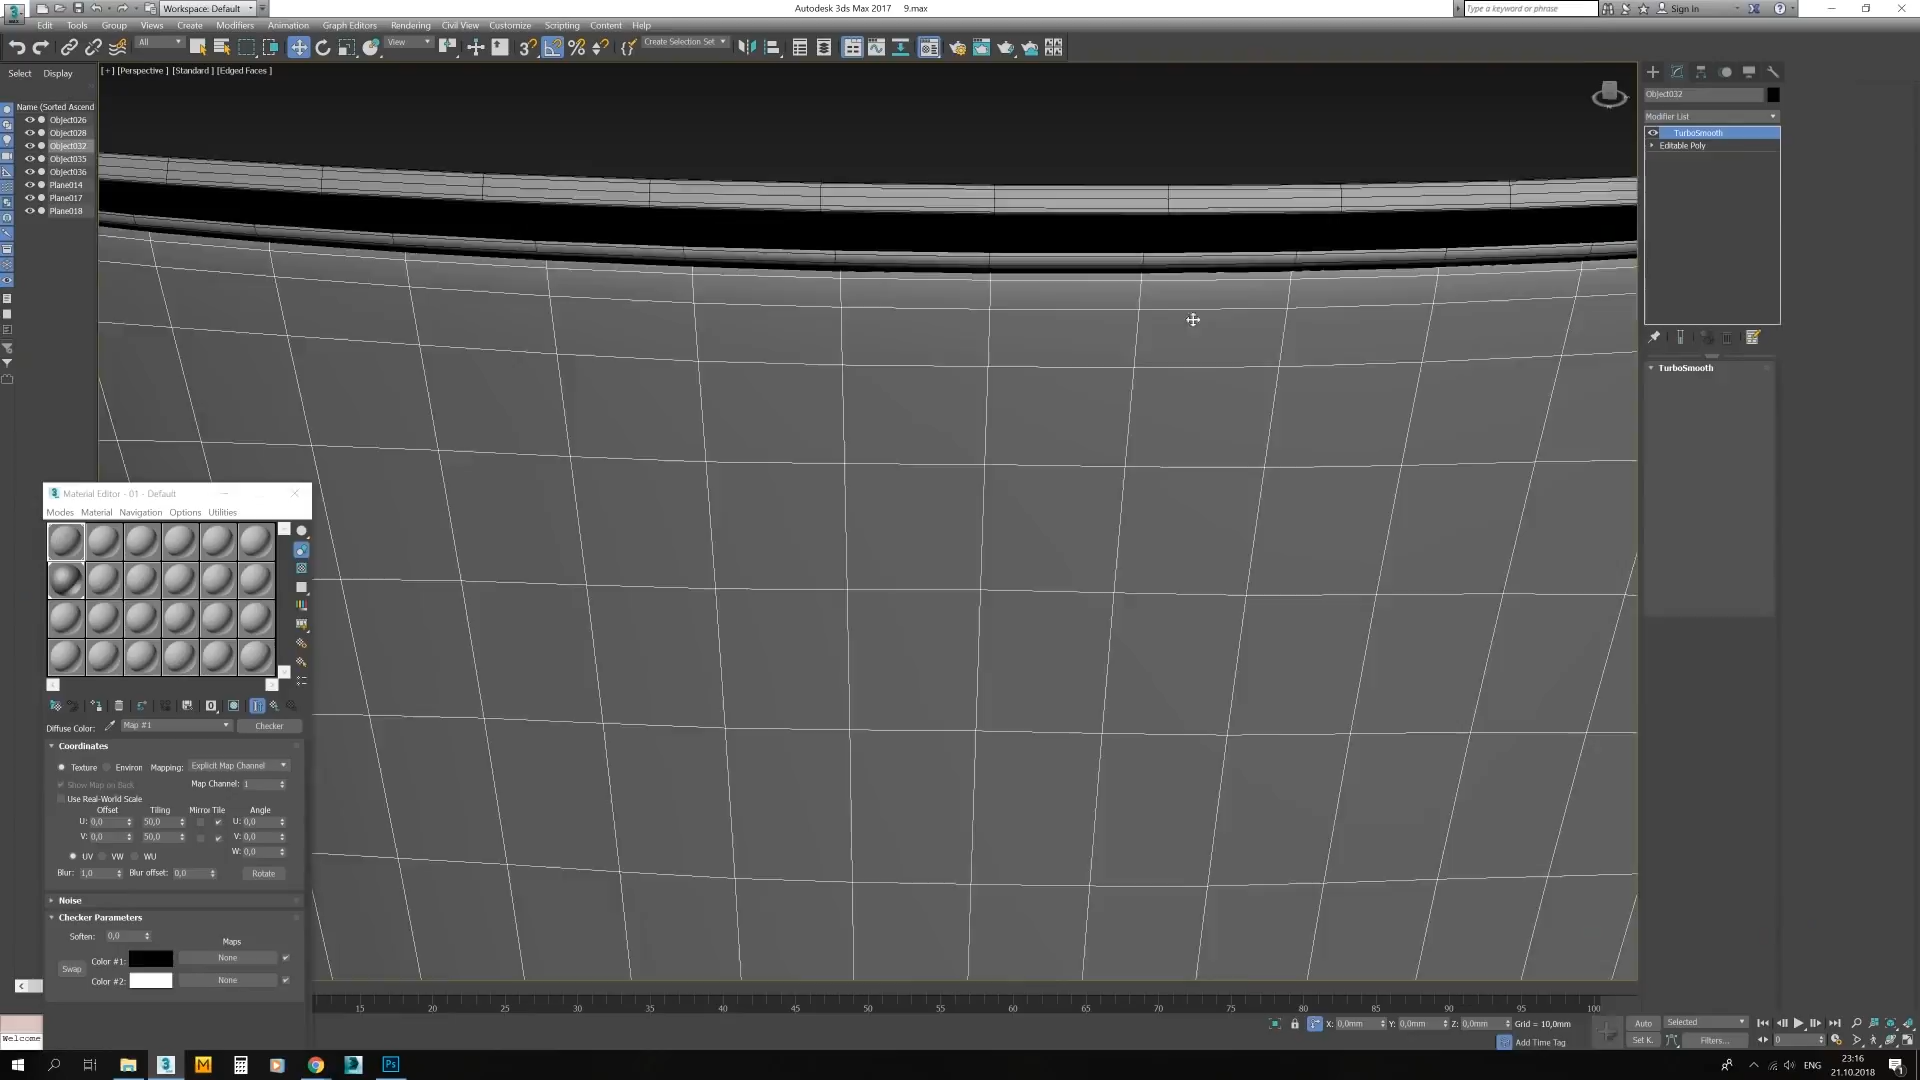 Workspace: Default
Autodesk 3ds Max 2017    9.max
Type a keyword or phrase
Sign In
Edit Tools Group Views Create Modifiers Animation Graph Editors Rendering Civil View Customize Scripting Content Help
All
View
Create Selection Set
Select Display
[+] [Perspective ] [Standard ] [Edged Faces ]
Name (Sorted Ascend
Object026
Object028
Object032
Object035
Object036
Plane014
Plane017
Plane018
Object032
Modifier List
TurboSmooth
Editable Poly
TurboSmooth
Material Editor - 01 - Default
Modes Material Navigation Options Utilities
Diffuse Color: Map #1 Checker
Coordinates
Texture Environ Mapping: Explicit Map Channel
Show Map on Back Map Channel: 1
Use Real-World Scale
Offset Tiling Mirror Tile Angle
U: 0,0 50,0 U: 0,0
V: 0,0 50,0 V: 0,0
W: 0,0
UV VW WU
Blur: 1,0 Blur offset: 0,0 Rotate
Noise
Checker Parameters
Soften: 0,0
Maps
Color #1: None
Swap
Color #2: None
15 20 25 30 35 40 45 50 55 60 65 70 75 80 85 90 95 100
X: 0,0mm Y: 0,0mm Z: 0,0mm Grid = 10,0mm
Add Time Tag
Auto Selected
Set K. Filters...
0
Welcome
ENG
23:16
21.10.2018